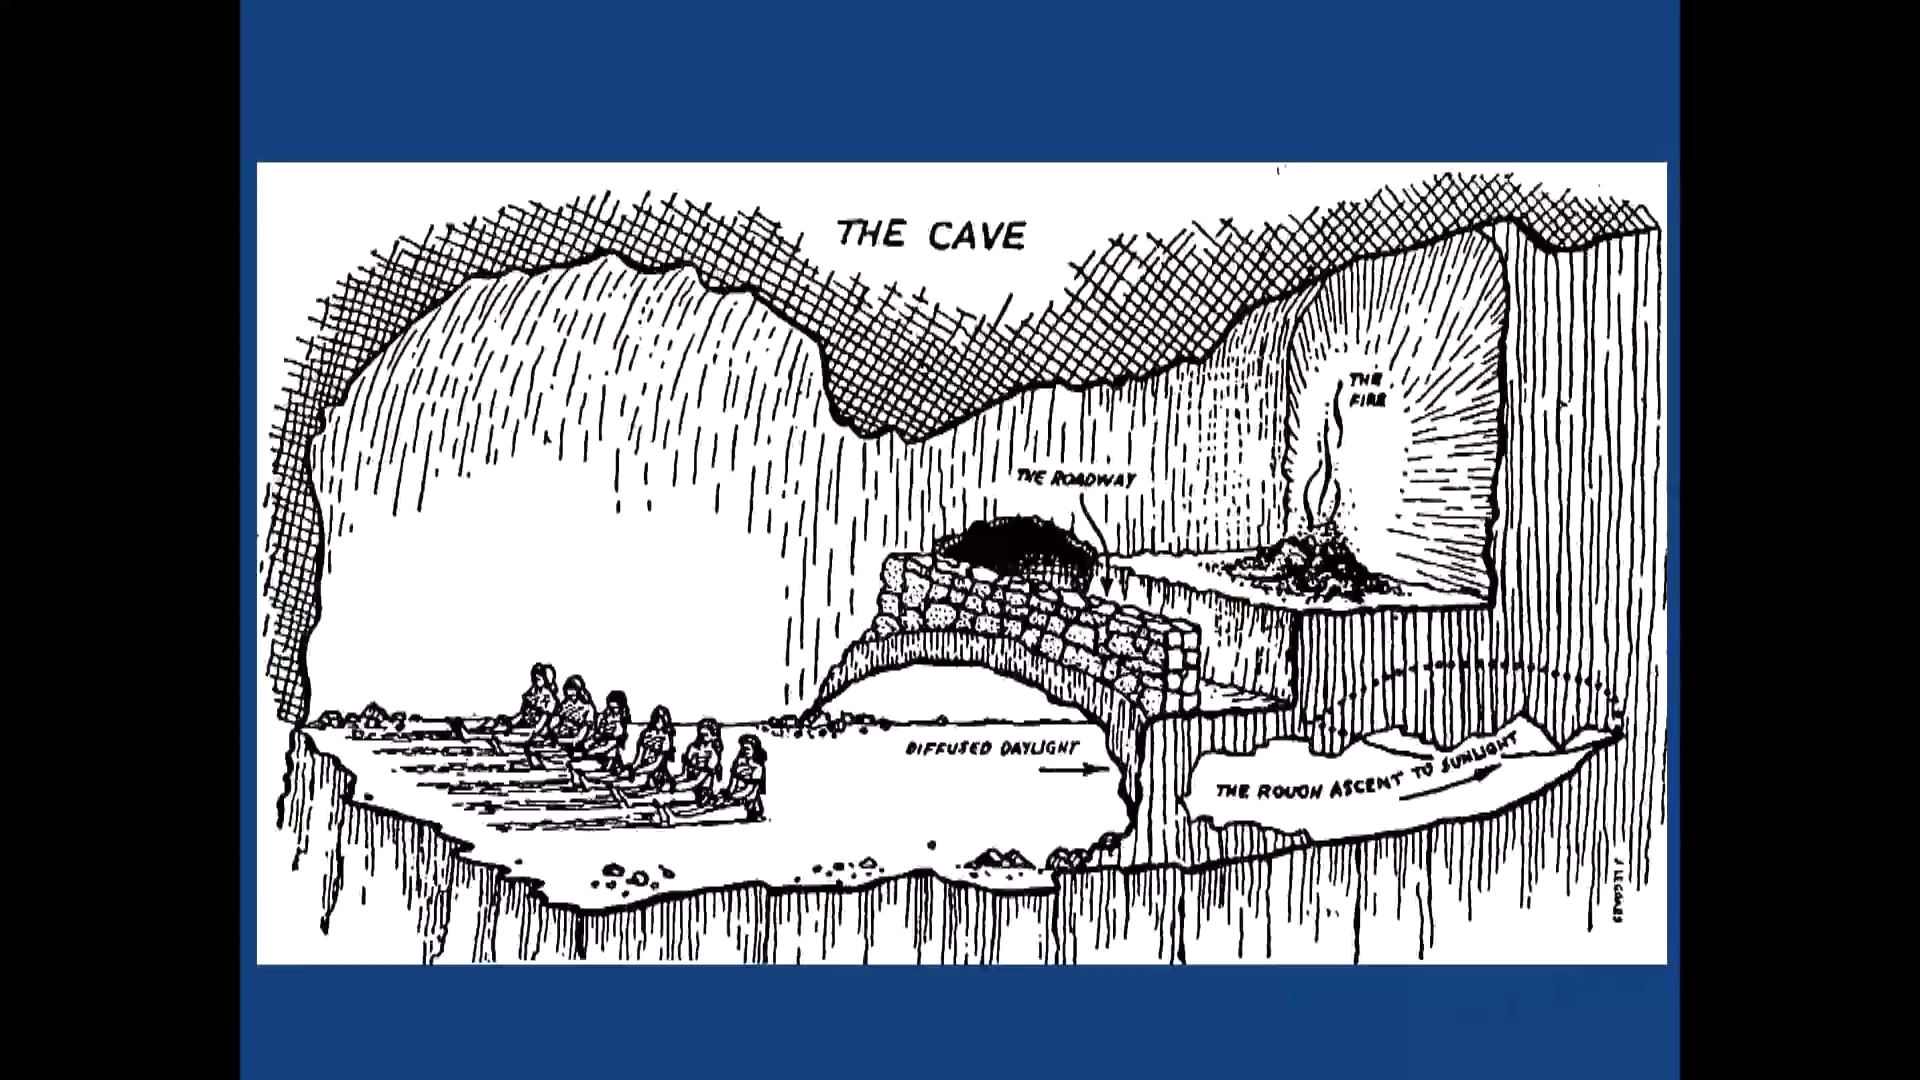 THE CAVE
THE
FIRE
THE ROADWAY
DIFFUSED DAYLIGHT
THE ROUGH ASCENT TO SUNLIGHT